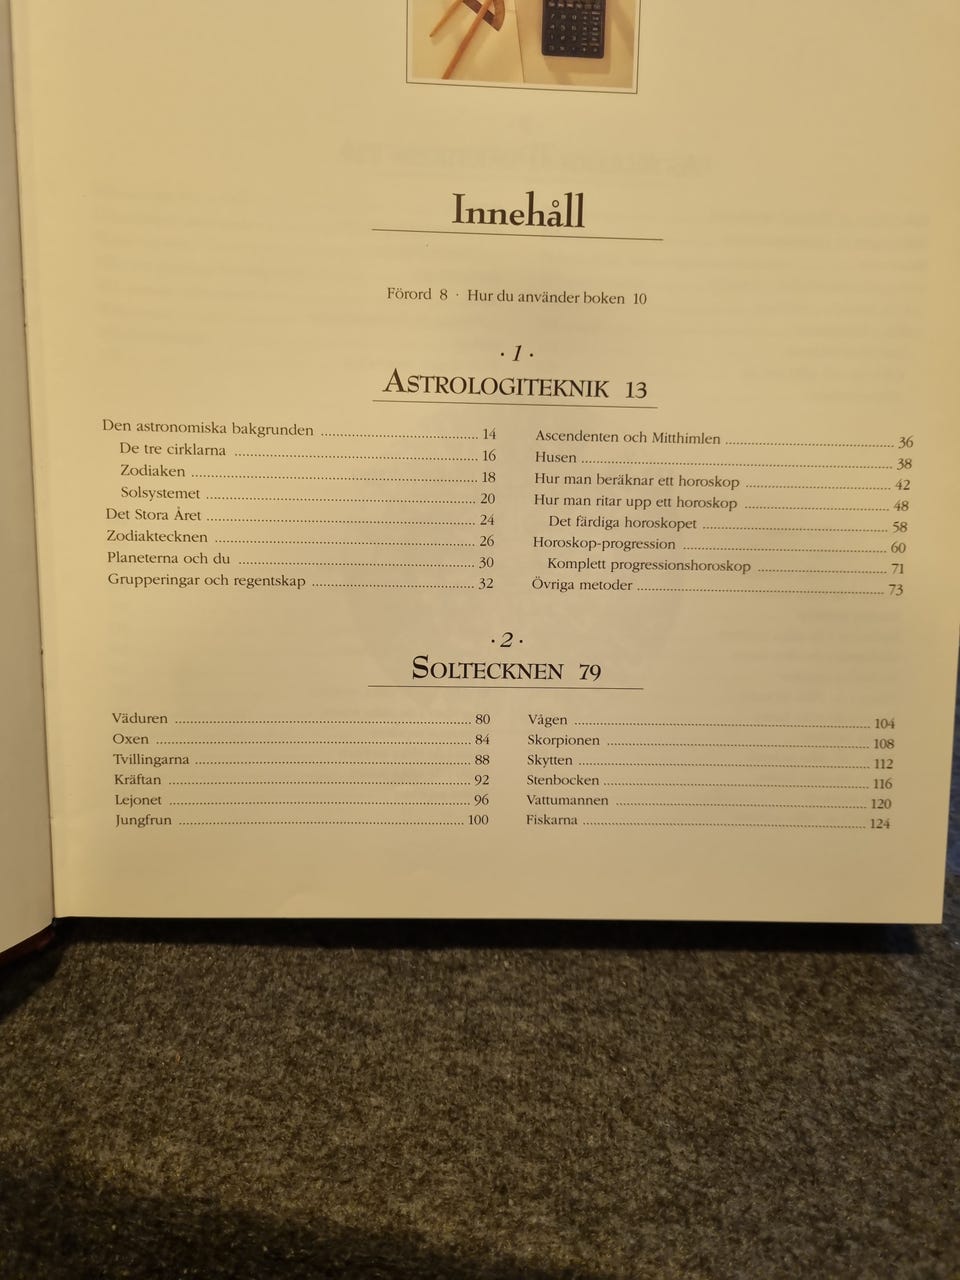 Innehåll
Förord 8 · Hur du använder boken 10
· 1 ·
ASTROLOGITEKNIK 13
Den astronomiska bakgrunden 14
De tre cirklarna 16
Zodiaken 18
Solsystemet 20
Det Stora Året 24
Zodiaktecknen 26
Planeterna och du 30
Grupperingar och regentskap 32
Ascendenten och Mitthimlen 36
Husen 38
Hur man beräknar ett horoskop 42
Hur man ritar upp ett horoskop 48
Det färdiga horoskopet 58
Horoskop-progression 60
Komplett progressionshoroskop 71
Övriga metoder 73
· 2 ·
SOLTECKNEN 79
Väduren 80
Oxen 84
Tvillingarna 88
Kräftan 92
Lejonet 96
Jungfrun 100
Vågen 104
Skorpionen 108
Skytten 112
Stenbocken 116
Vattumannen 120
Fiskarna 124